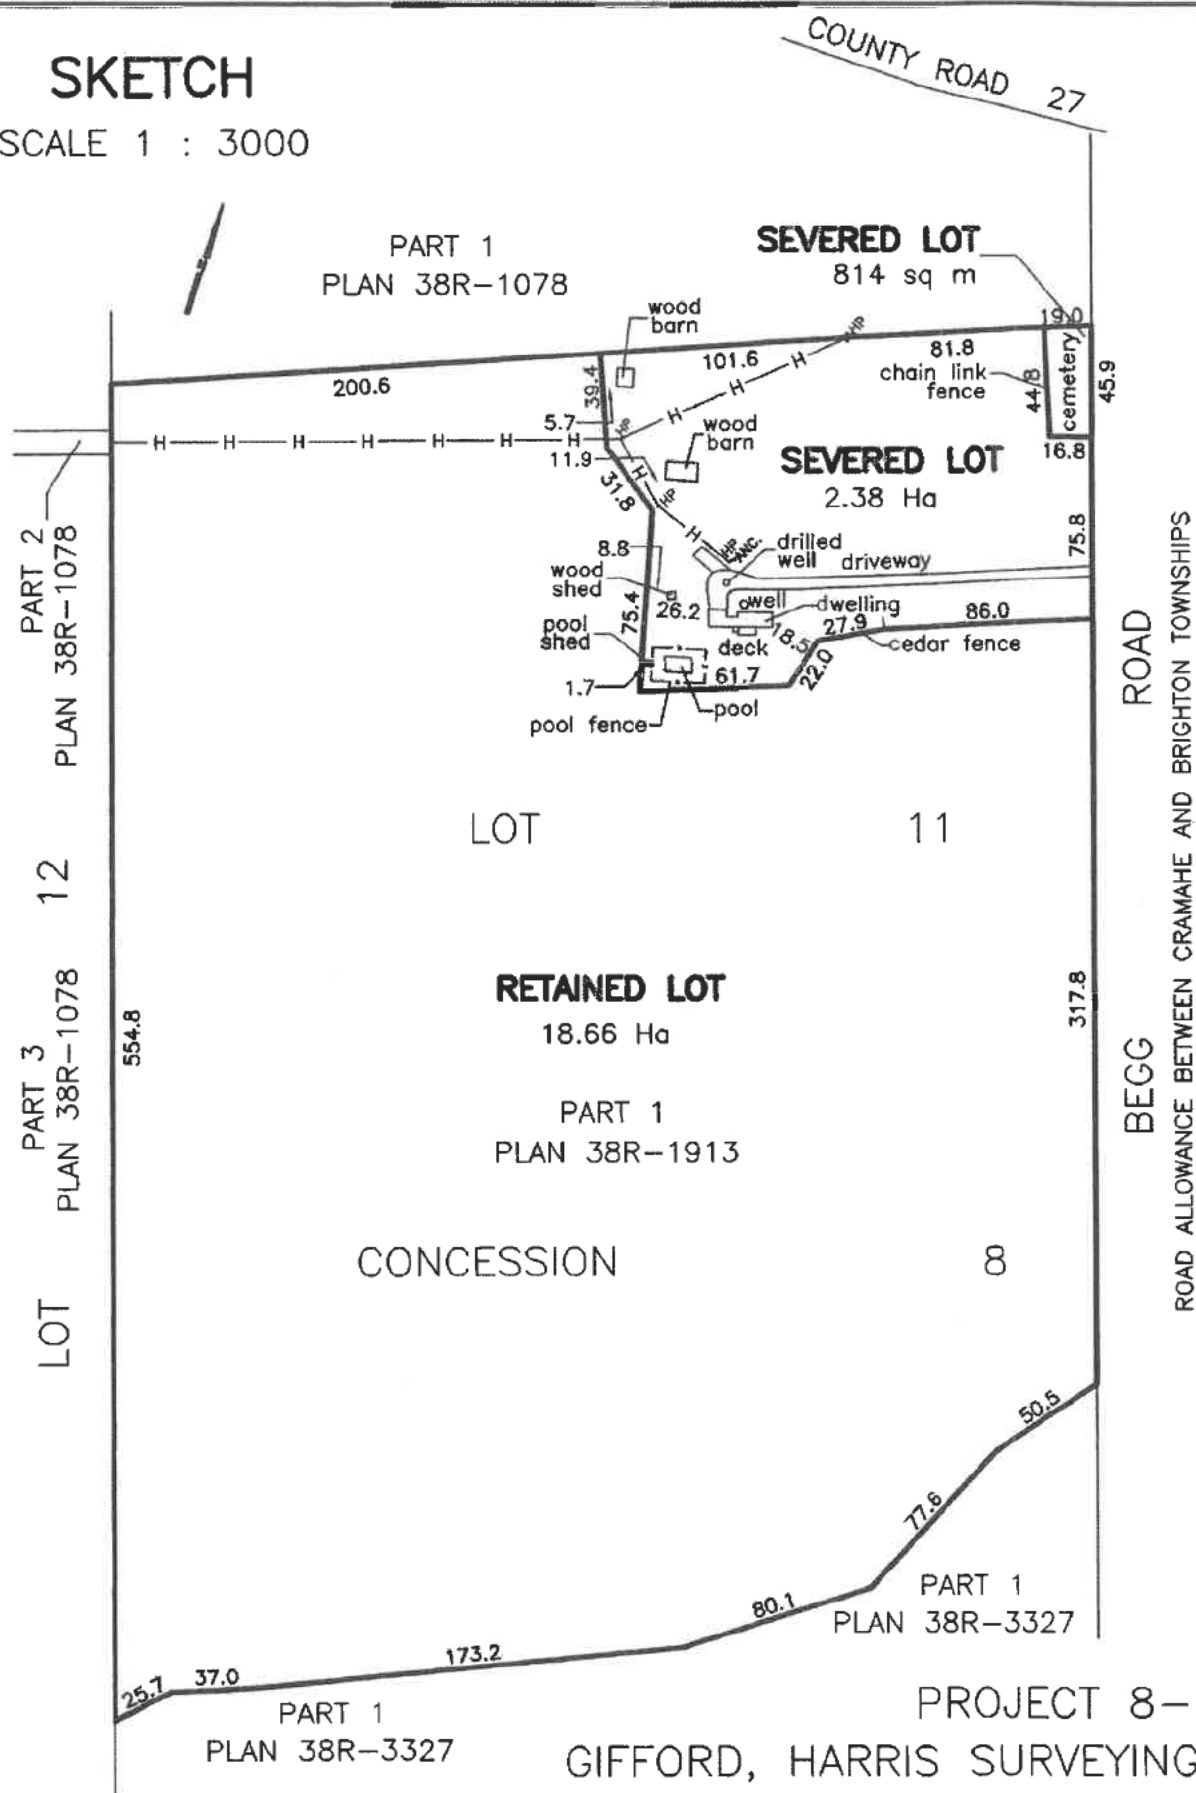 SKETCH
SCALE 1 : 3000
COUNTY ROAD 27
PART 1
PLAN 38R-1078
SEVERED LOT
814 sq m
wood
barn
19.0
200.6
101.6
HP
81.8
chain link
fence
44.8
cemetery
45.9
39.4
5.7
HP
H H H H H H H
H H H
wood
barn
16.8
11.9
H
31.8
HP
SEVERED LOT
2.38 Ha
PART 2
PLAN 38R-1078
75.8
8.8
H
HP
ANC.
drilled
well
driveway
wood
shed
26.2
well
dwelling
75.4
86.0
27.9
pool
shed
deck
18.5
cedar fence
22.0
1.7
61.7
pool fence
pool
LOT 11
ROAD
BEGG
ROAD ALLOWANCE BETWEEN CRAMAHE AND BRIGHTON TOWNSHIPS
LOT 12
PART 3
PLAN 38R-1078
554.8
RETAINED LOT
18.66 Ha
317.8
PART 1
PLAN 38R-1913
CONCESSION 8
50.5
77.6
80.1
PART 1
PLAN 38R-3327
173.2
37.0
25.7
PART 1
PLAN 38R-3327
PROJECT 8-
GIFFORD, HARRIS SURVEYING